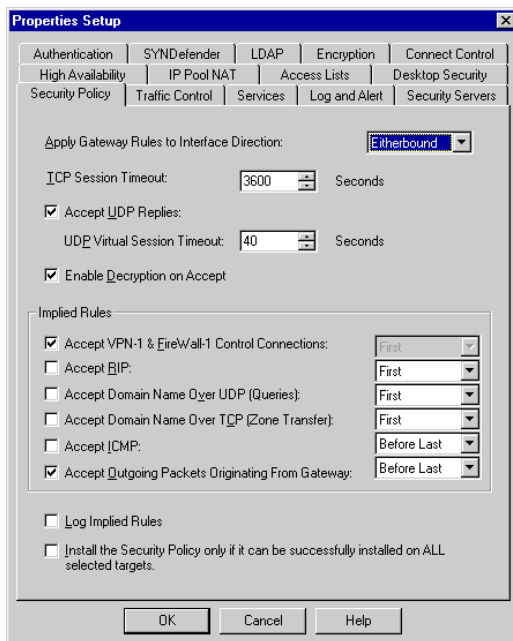 Properties Setup
Authentication SYNDefender LDAP Encryption Connect Control
High Availability IP Pool NAT Access Lists Desktop Security
Security Policy Traffic Control Services Log and Alert Security Servers
Apply Gateway Rules to Interface Direction: Eitherbound
TCP Session Timeout: 3600 Seconds
Accept UDP Replies:
UDP Virtual Session Timeout: 40 Seconds
Enable Decryption on Accept
Implied Rules
Accept VPN-1 & FireWall-1 Control Connections: First
Accept RIP: First
Accept Domain Name Over UDP (Queries): First
Accept Domain Name Over TCP (Zone Transfer): First
Accept ICMP: Before Last
Accept Outgoing Packets Originating From Gateway: Before Last
Log Implied Rules
Install the Security Policy only if it can be successfully installed on ALL
selected targets.
OK Cancel Help